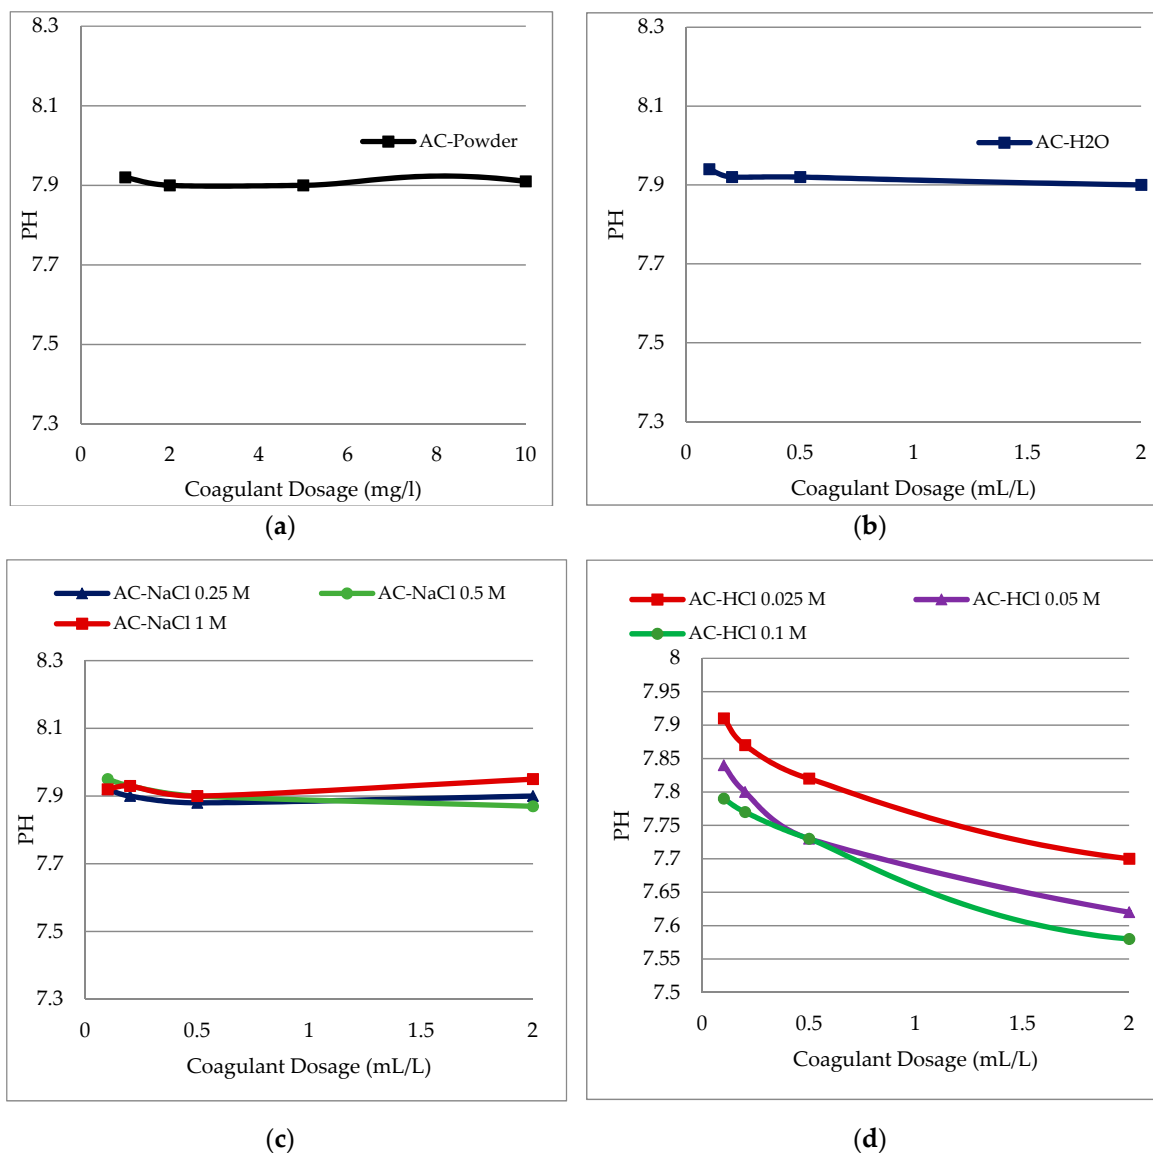 8.3
8.1
7.9
7.7
7.5
7.3
PH
AC-Powder
0 2 4 6 8 10
Coagulant Dosage (mg/l)
(a)
8.3
8.1
7.9
7.7
7.5
7.3
PH
AC-H2O
0 0.5 1 1.5 2
Coagulant Dosage (mL/L)
(b)
AC-NaCl 0.25 M AC-NaCl 0.5 M
AC-NaCl 1 M
8.3
8.1
7.9
7.7
7.5
7.3
PH
0 0.5 1 1.5 2
Coagulant Dosage (mL/L)
(c)
AC-HCl 0.025 M AC-HCl 0.05 M
AC-HCl 0.1 M
8
7.95
7.9
7.85
7.8
7.75
7.7
7.65
7.6
7.55
7.5
PH
0 0.5 1 1.5 2
Coagulant Dosage (mL/L)
(d)